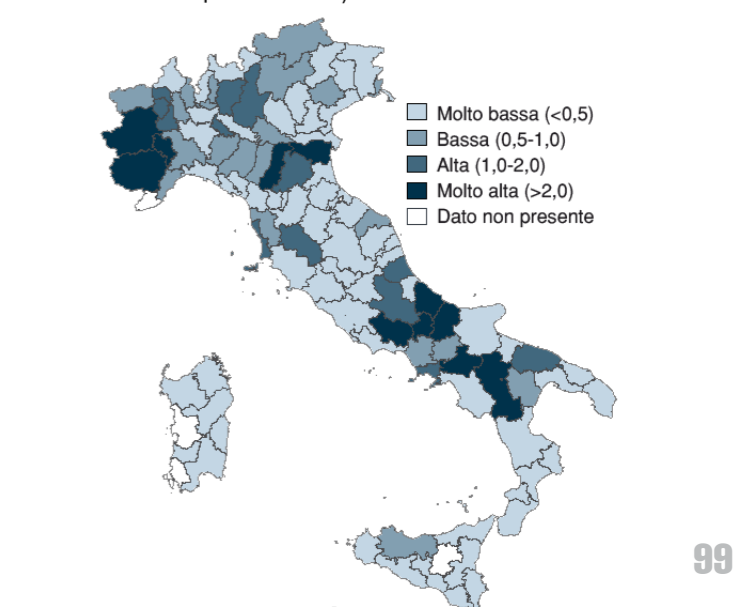 Molto bassa (<0,5)
Bassa (0,5-1,0)
Alta (1,0-2,0)
Molto alta (>2,0)
Dato non presente
99